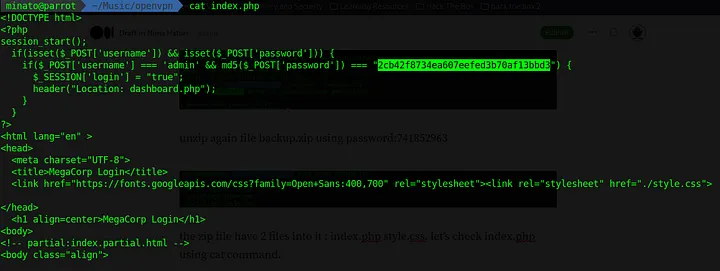 minato@parrot ~/Music/openvpn cat index.php
<!DOCTYPE html>
<?php
session_start();
if(isset($_POST['username']) && isset($_POST['password'])) {
if($_POST['username'] === 'admin' && md5($_POST['password']) === "2cb42f8734ea607eefed3b70af13bbd3") {
$_SESSION['login'] = "true";
header("Location: dashboard.php");
}
}
?>
unzip again file backup.zip using password:741852963
<html lang="en" >
<head>
<meta charset="UTF-8">
<title>MegaCorp Login</title>
<link href="https://fonts.googleapis.com/css?family=Open+Sans:400,700" rel="stylesheet"><link rel="stylesheet" href="./style.css">
</head>
<h1 align=center>MegaCorp Login</h1>
<body>
<!-- partial:index.partial.html -->
the zip file have 2 files into it : index.php style.css, let's check index.php
<body class="align">
using cat command.